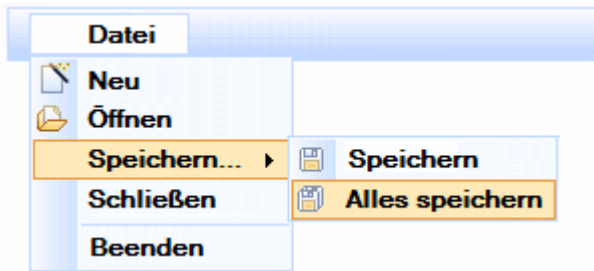 Datei
Neu
Öffnen
Speichern...
Speichern
Schließen
Alles speichern
Beenden